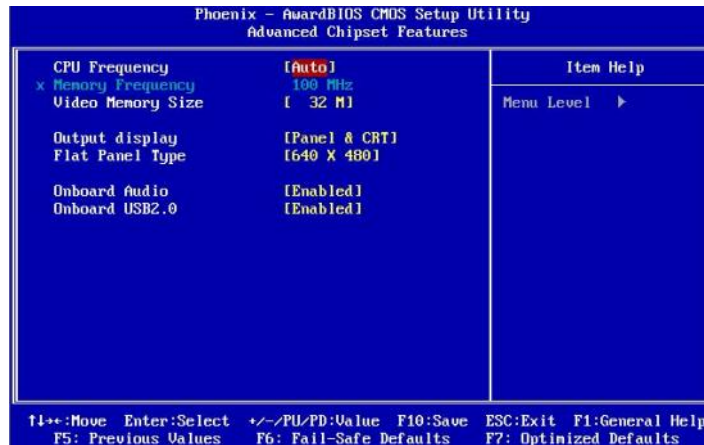 Phoenix - AwardBIOS CMOS Setup Utility
Advanced Chipset Features
CPU Frequency [Auto]
x Memory Frequency 100 MHz
Video Memory Size [ 32 M]
Output display [Panel & CRT]
Flat Panel Type [640 X 480]
Onboard Audio [Enabled]
Onboard USB2.0 [Enabled]
Item Help
Menu Level ▶
↑↓→←:Move Enter:Select +/-/PU/PD:Value F10:Save ESC:Exit F1:General Help
F5: Previous Values F6: Fail-Safe Defaults F7: Optimized Defaults